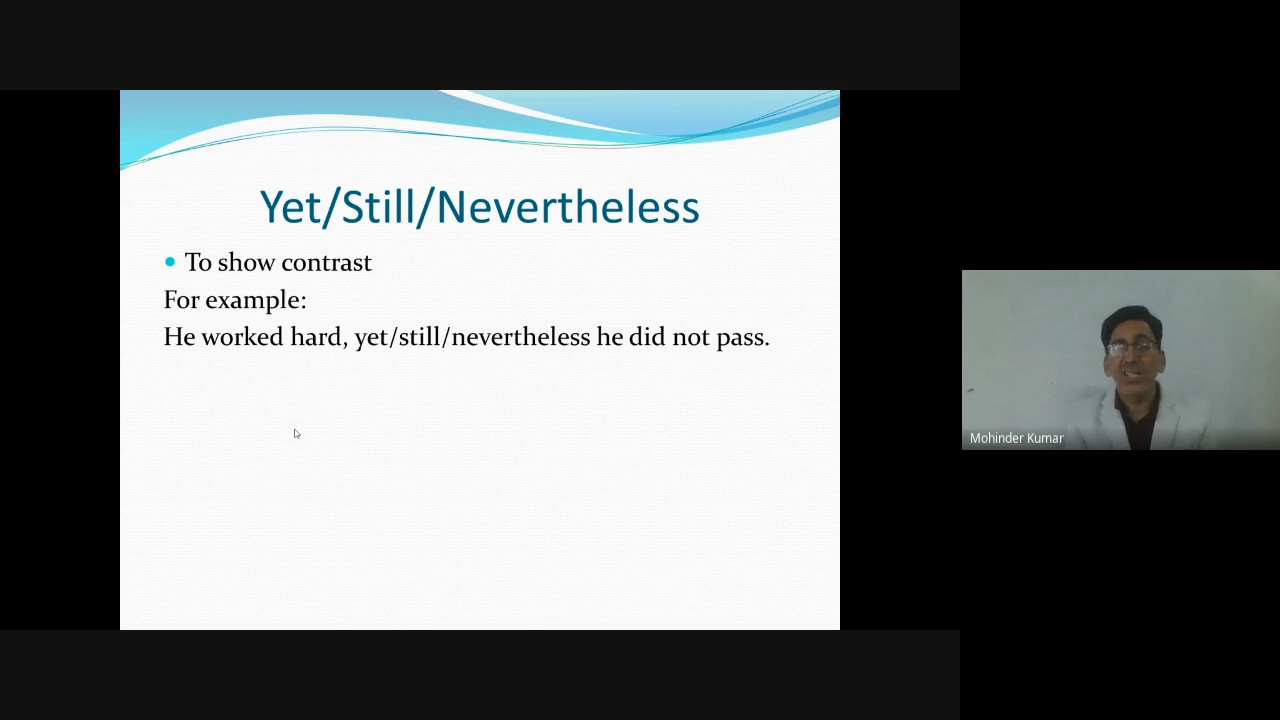 Yet/Still/Nevertheless
To show contrast
For example:
He worked hard, yet/still/nevertheless he did not pass.
Mohinder Kumar